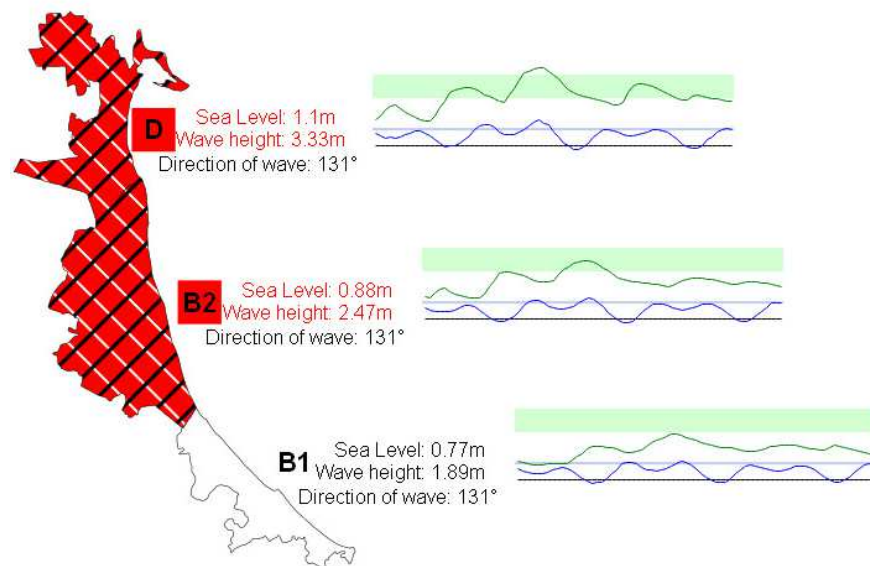 D
Sea Level: 1.1m
Wave height: 3.33m
Direction of wave: 131°
B2
Sea Level: 0.88m
Wave height: 2.47m
Direction of wave: 131°
B1
Sea Level: 0.77m
Wave height: 1.89m
Direction of wave: 131°